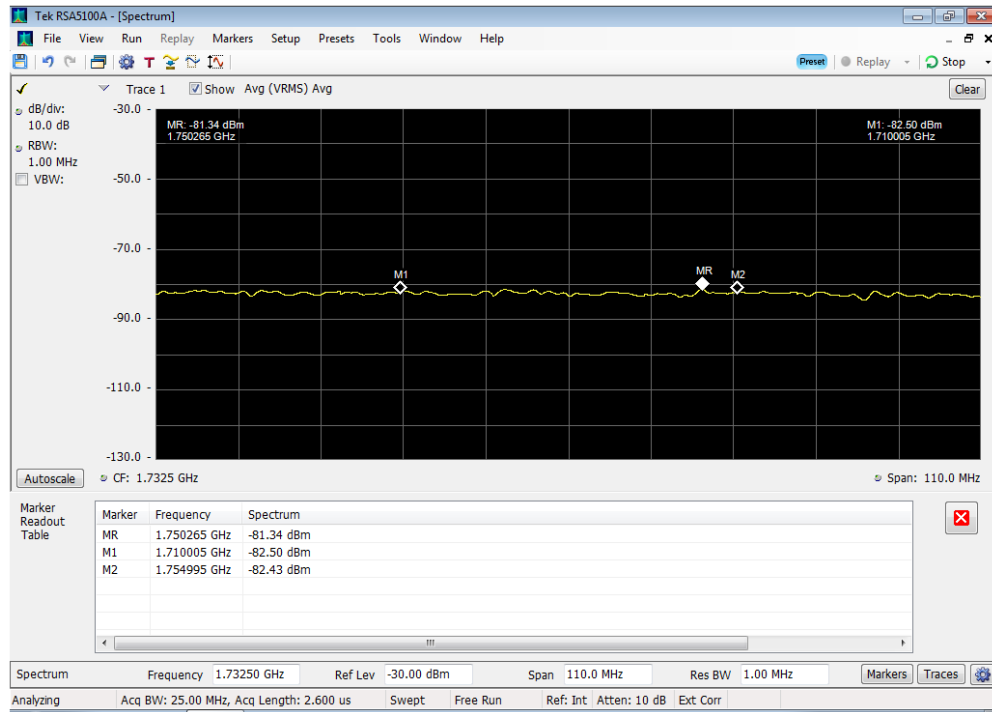 Tek RSA5100A - [Spectrum]
File View Run Replay Markers Setup Presets Tools Window Help
T Preset Replay Stop
Trace 1 Show Avg (VRMS) Avg Clear
dB/div:
10.0 dB
RBW:
1.00 MHz
VBW:
-30.0
-50.0
-70.0
-90.0
-110.0
-130.0
MR: -81.34 dBm
1.750265 GHz
M1: -82.50 dBm
1.710005 GHz
M1 MR M2
Autoscale CF: 1.7325 GHz Span: 110.0 MHz
Marker
Readout
Table
Marker Frequency Spectrum
MR 1.750265 GHz -81.34 dBm
M1 1.710005 GHz -82.50 dBm
M2 1.754995 GHz -82.43 dBm
Spectrum Frequency 1.73250 GHz Ref Lev -30.00 dBm Span 110.0 MHz Res BW 1.00 MHz Markers Traces
Analyzing Acq BW: 25.00 MHz, Acq Length: 2.600 us Swept Free Run Ref: Int Atten: 10 dB Ext Corr